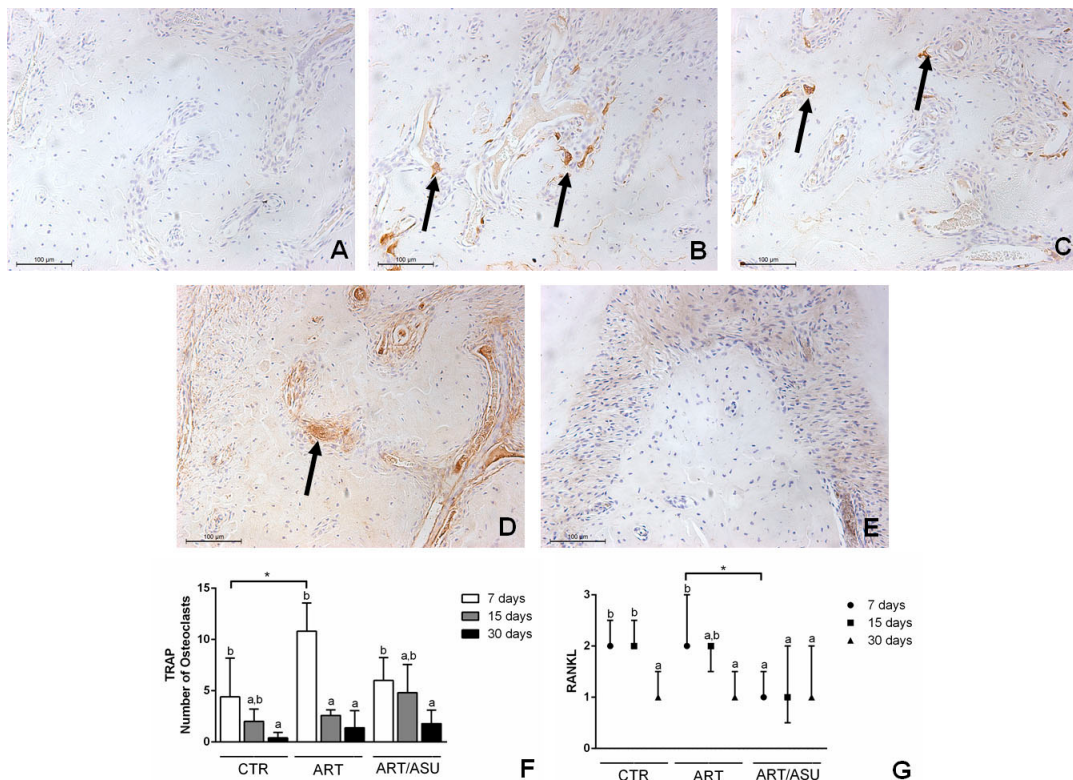 100 µm
A
100 µm
B
100 µm
C
100 µm
D
100 µm
E
*
15
10
5
0
TRAP
Number of Osteoclasts
b
a,b
a
b
a
a
b
a,b
a
7 days
15 days
30 days
CTR
ART
ART/ASU
F
*
3
2
1
0
RANKL
b
b
a
b
a,b
a
a
a
a
7 days
15 days
30 days
CTR
ART
ART/ASU
G